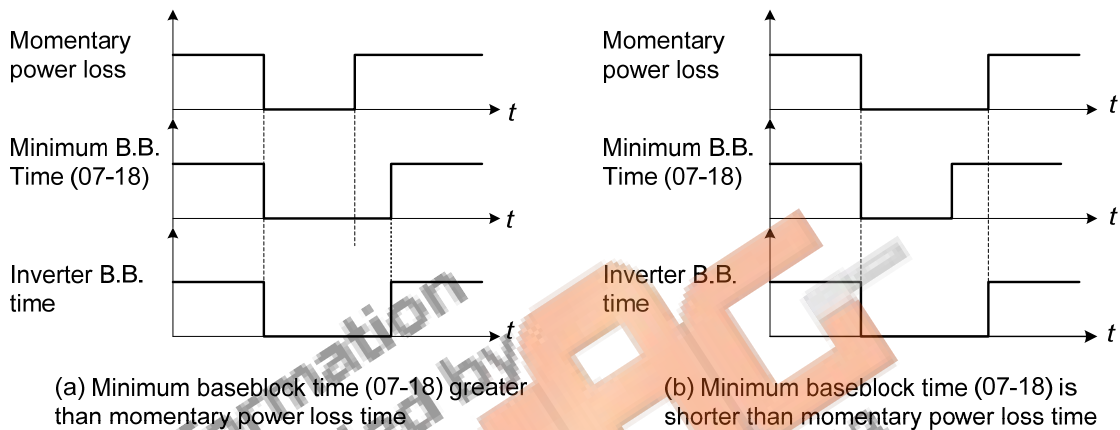 Momentary
power loss
t
Minimum B.B.
Time (07-18)
t
Inverter B.B.
time
t
(a) Minimum baseblock time (07-18) greater
than momentary power loss time
Momentary
power loss
t
Minimum B.B.
Time (07-18)
t
Inverter B.B.
time
t
(b) Minimum baseblock time (07-18) is
shorter than momentary power loss time